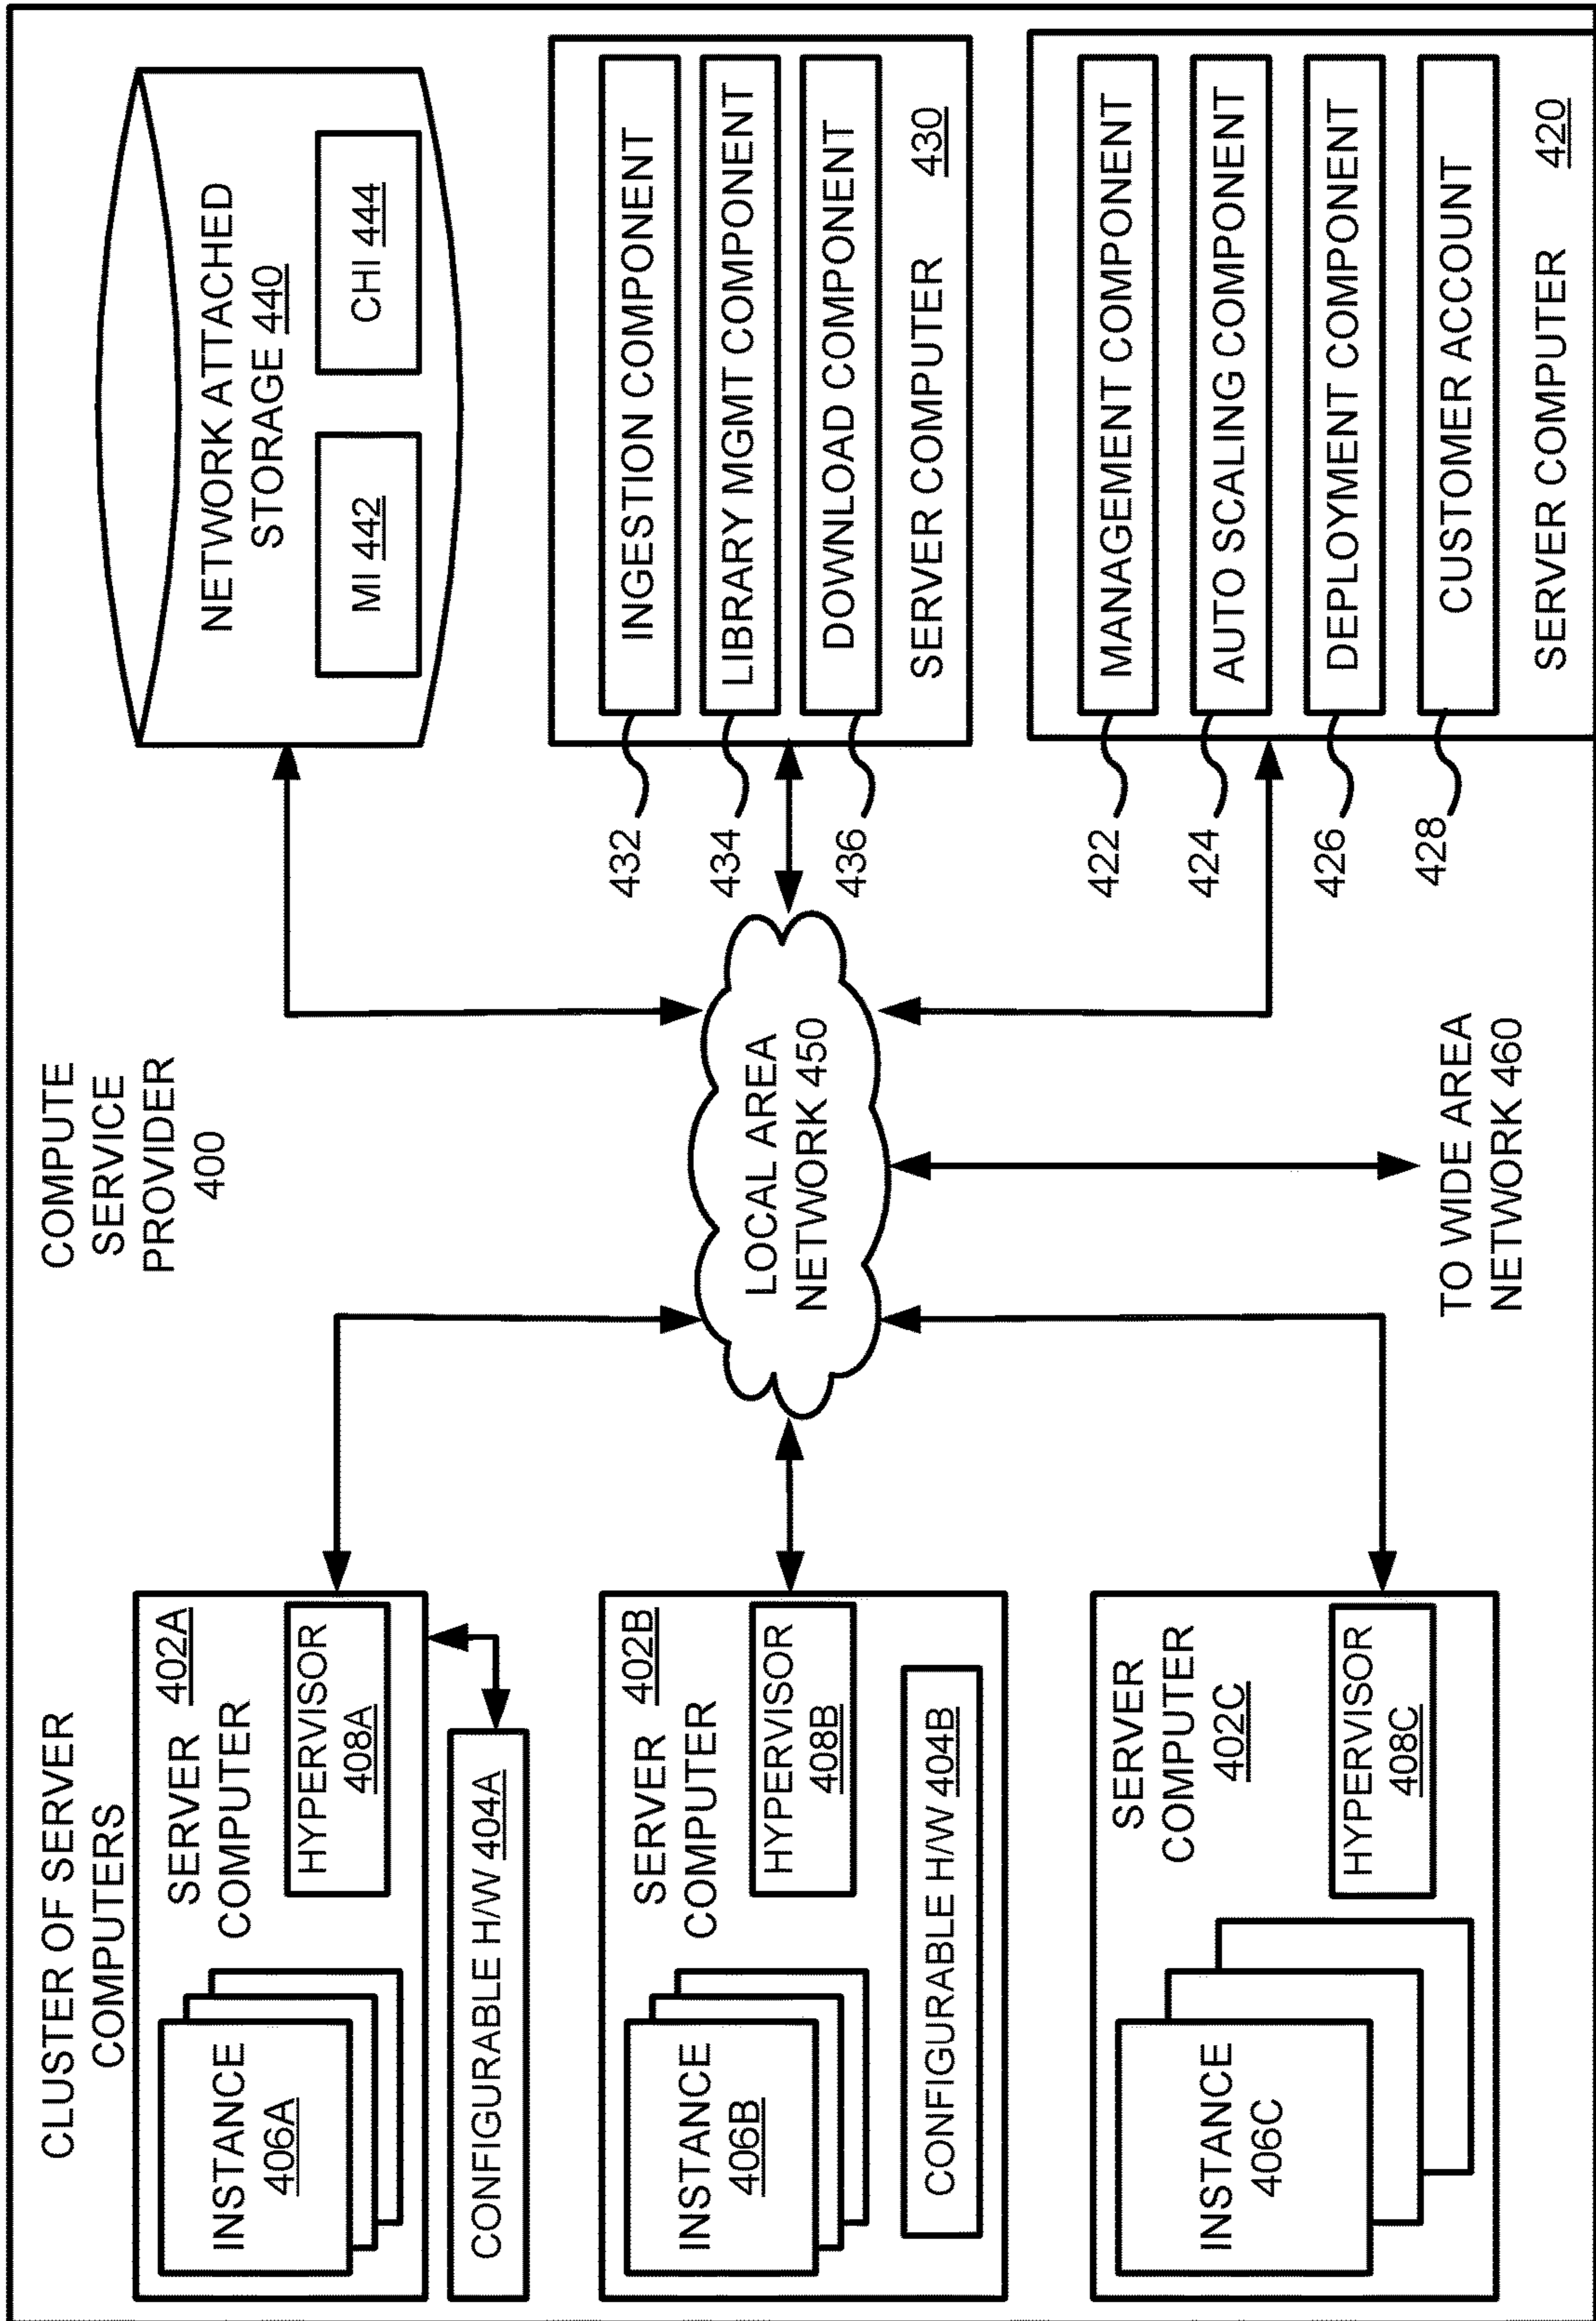 CLUSTER OF SERVER
COMPUTERS
COMPUTE
SERVICE
PROVIDER
400
SERVER
COMPUTER
402A
INSTANCE
406A
HYPERVISOR
408A
CONFIGURABLE H/W 404A
SERVER
COMPUTER
402B
INSTANCE
406B
HYPERVISOR
408B
CONFIGURABLE H/W 404B
SERVER
COMPUTER
402C
INSTANCE
406C
HYPERVISOR
408C
LOCAL AREA
NETWORK 450
TO WIDE AREA
NETWORK 460
NETWORK ATTACHED
STORAGE 440
MI 442
CHI 444
432
INGESTION COMPONENT
434
LIBRARY MGMT COMPONENT
436
DOWNLOAD COMPONENT
SERVER COMPUTER 430
422
MANAGEMENT COMPONENT
424
AUTO SCALING COMPONENT
426
DEPLOYMENT COMPONENT
428
CUSTOMER ACCOUNT
SERVER COMPUTER 420